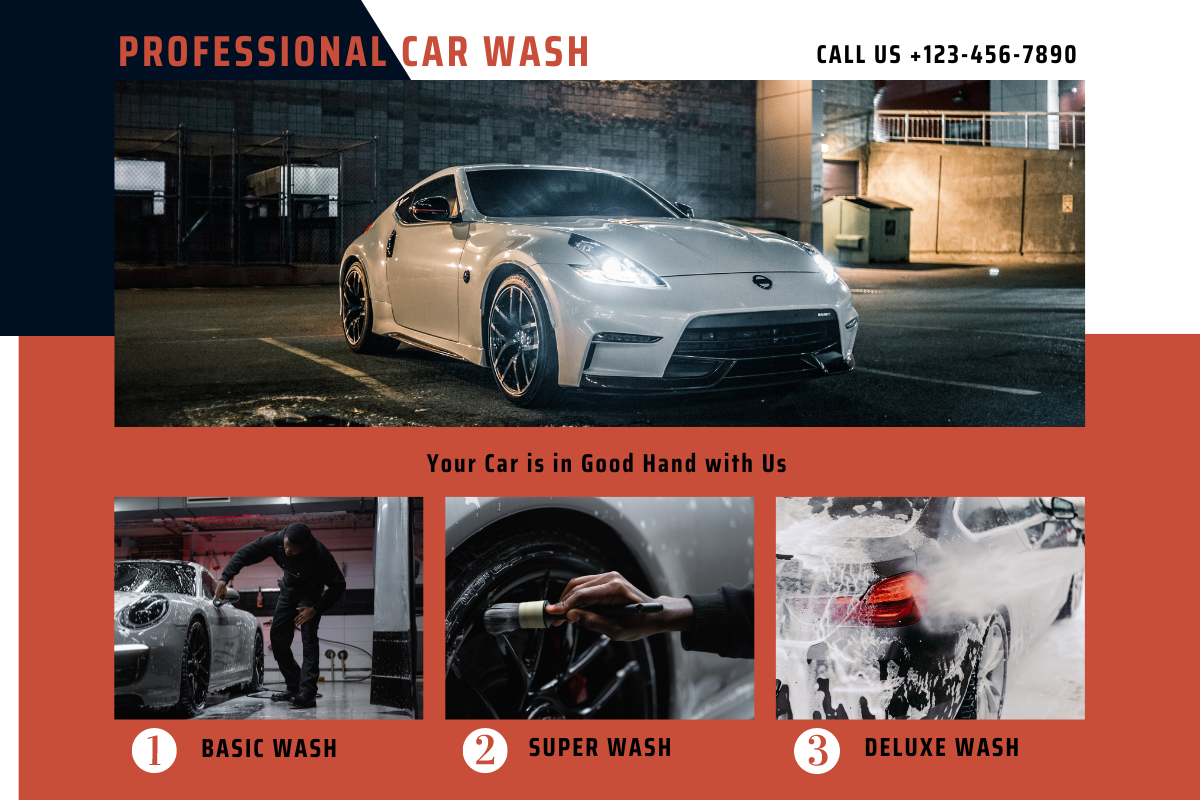 PROFESSIONAL CAR WASH
CALL US +123-456-7890
Your Car is in Good Hand with Us
1 BASIC WASH
2 SUPER WASH
3 DELUXE WASH